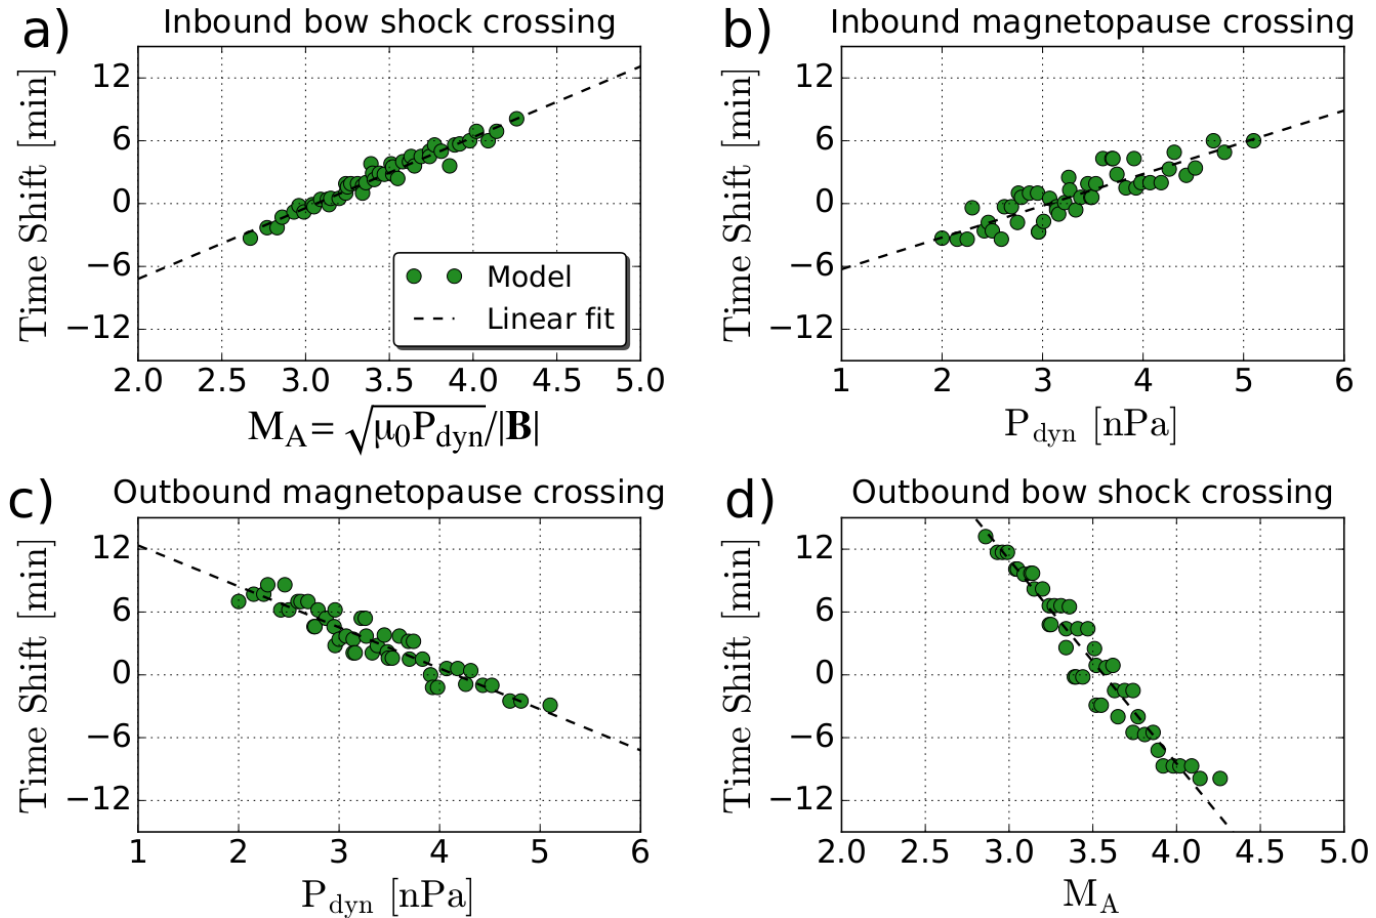 a)
Inbound bow shock crossing
Time Shift [min]
12
6
0
−6
−12
Model
Linear fit
2.0 2.5 3.0 3.5 4.0 4.5 5.0
M_A = √μ₀P_dyn/|B|
b)
Inbound magnetopause crossing
Time Shift [min]
12
6
0
−6
−12
1 2 3 4 5 6
P_dyn [nPa]
c)
Outbound magnetopause crossing
Time Shift [min]
12
6
0
−6
−12
1 2 3 4 5 6
P_dyn [nPa]
d)
Outbound bow shock crossing
Time Shift [min]
12
6
0
−6
−12
2.0 2.5 3.0 3.5 4.0 4.5 5.0
M_A